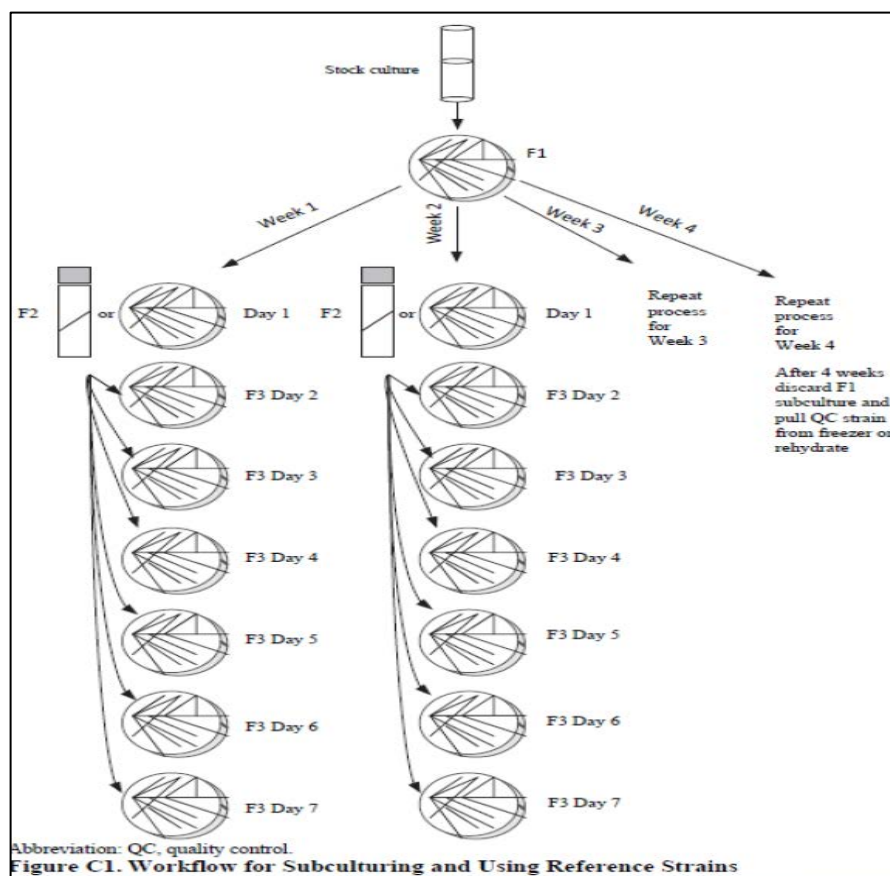 Stock culture
F1
Week 1
Week 2
Week 3
Week 4
F2
or
Day 1
F2
or
Day 1
Repeat
process
for
Week 3
Repeat
process
for
Week 4
After 4 weeks
discard F1
subculture and
pull QC strain
from freezer or
rehydrate
F3 Day 2
F3 Day 2
F3 Day 3
F3 Day 3
F3 Day 4
F3 Day 4
F3 Day 5
F3 Day 5
F3 Day 6
F3 Day 6
F3 Day 7
F3 Day 7
Abbreviation: QC, quality control.
Figure C1. Workflow for Subculturing and Using Reference Strains